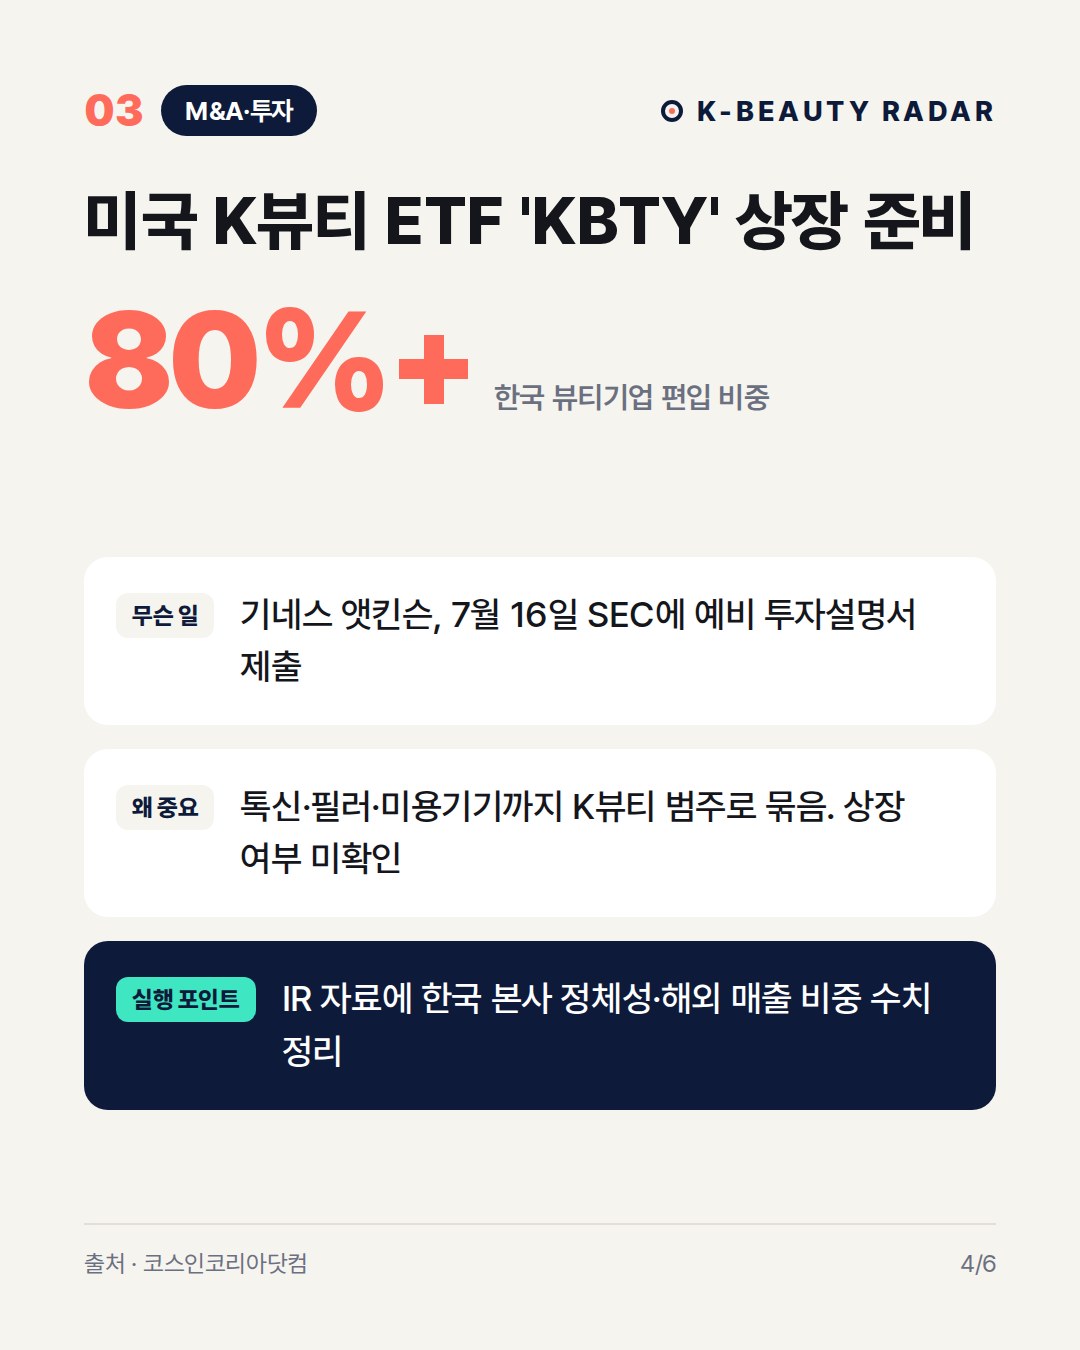 03
M&A·투자
K-BEAUTY RADAR
미국 K뷰티 ETF 'KBTY' 상장 준비
80%+ 한국 뷰티기업 편입 비중
무슨 일
기네스 앳킨슨, 7월 16일 SEC에 예비 투자설명서
제출
왜 중요
톡신·필러·미용기기까지 K뷰티 범주로 묶음. 상장
여부 미확인
실행 포인트
IR 자료에 한국 본사 정체성·해외 매출 비중 수치
정리
출처 · 코스인코리아닷컴
4/6